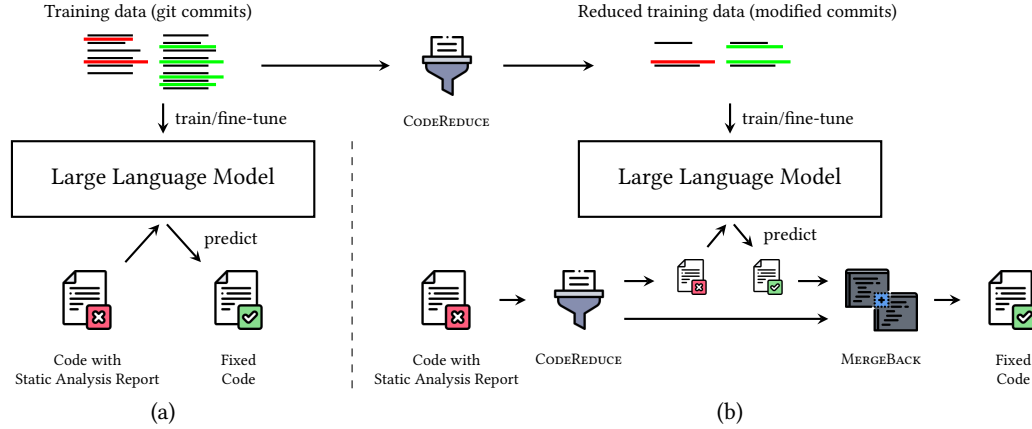 Training data (git commits)
Reduced training data (modified commits)
CODEREDUCE
train/fine-tune
train/fine-tune
Large Language Model
Large Language Model
predict
predict
Code with
Static Analysis Report
Fixed
Code
Code with
Static Analysis Report
CODEREDUCE
MERGEBACK
Fixed
Code
(a)
(b)